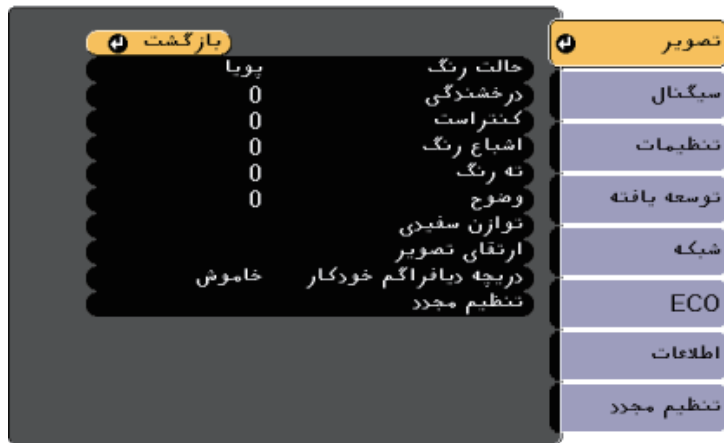 تصویر
سیگنال
تنظیمات
توسعه یافته
شبکه
ECO
اطلاعات
تنظیم مجدد
بازگشت
حالت رنگ پویا
درخشندگی 0
کنتراست 0
اشباع رنگ 0
ته رنگ 0
وضوح 0
توازن سفیدی
ارتقای تصویر
دریچه دیافراگم خودکار خاموش
تنظیم مجدد